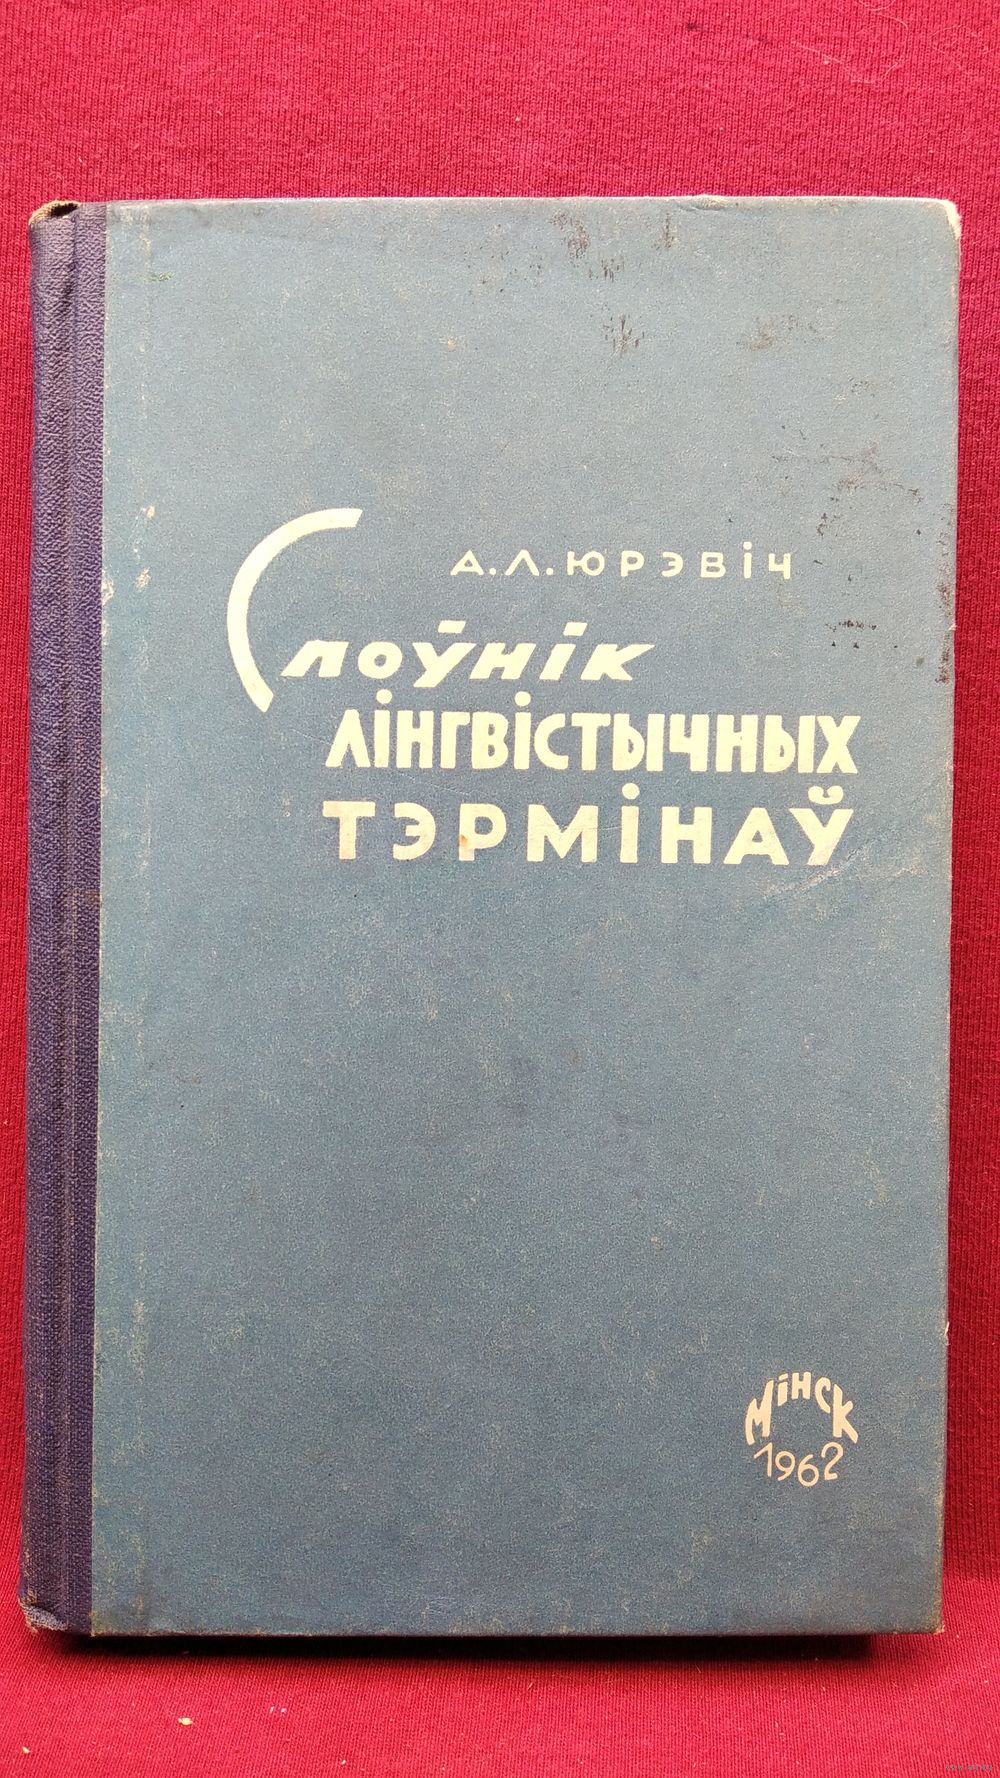 А.Л.ЮРЭВІЧ
Слоўнік
ЛІНГВІСТЫЧНЫХ
ТЭРМІНАЎ
МІНСК
1962